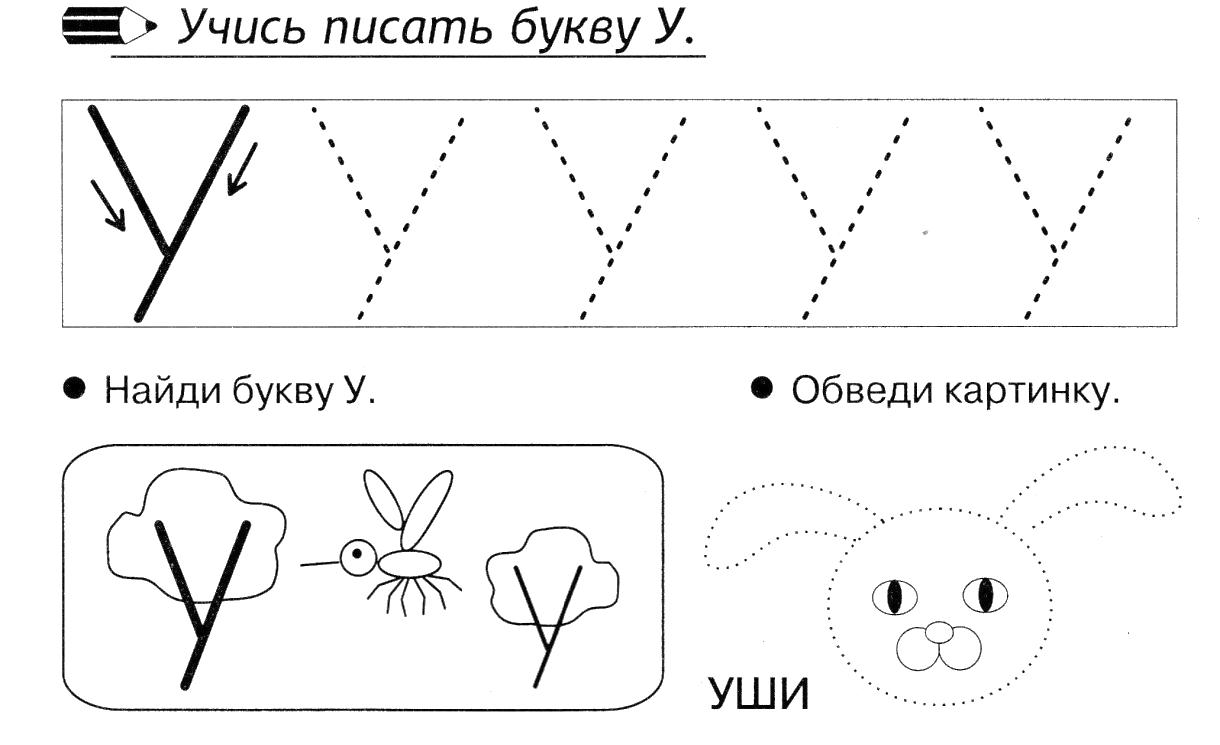 Учись писать букву У.
У
Найди букву У.
Обведи картинку.
УШИ